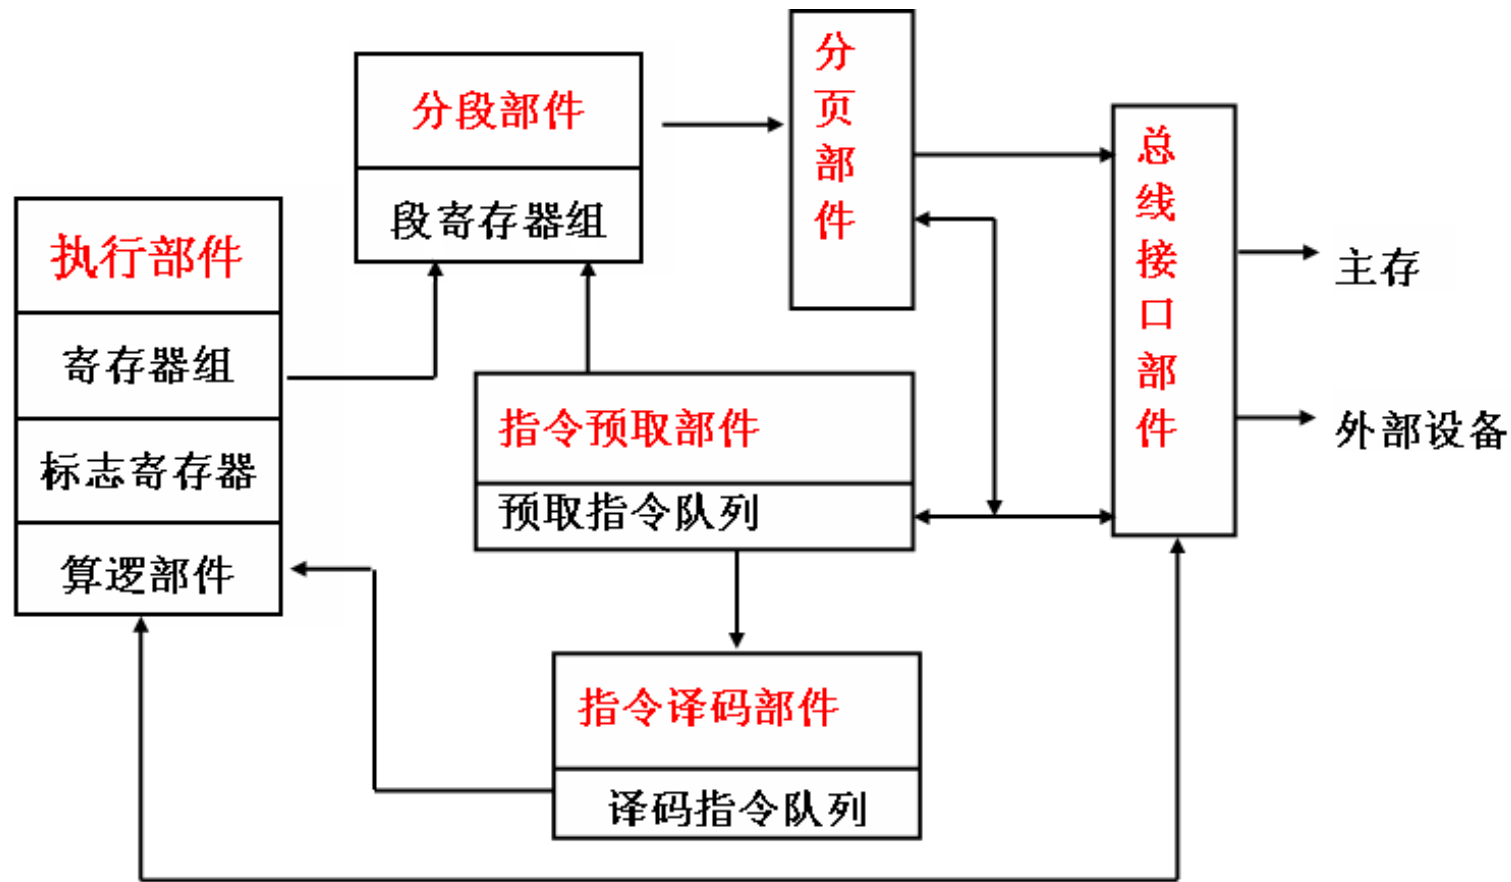 分页部件
分段部件
段寄存器组
总线接口部件
执行部件
寄存器组
标志寄存器
算逻部件
主存
指令预取部件
预取指令队列
外部设备
指令译码部件
译码指令队列